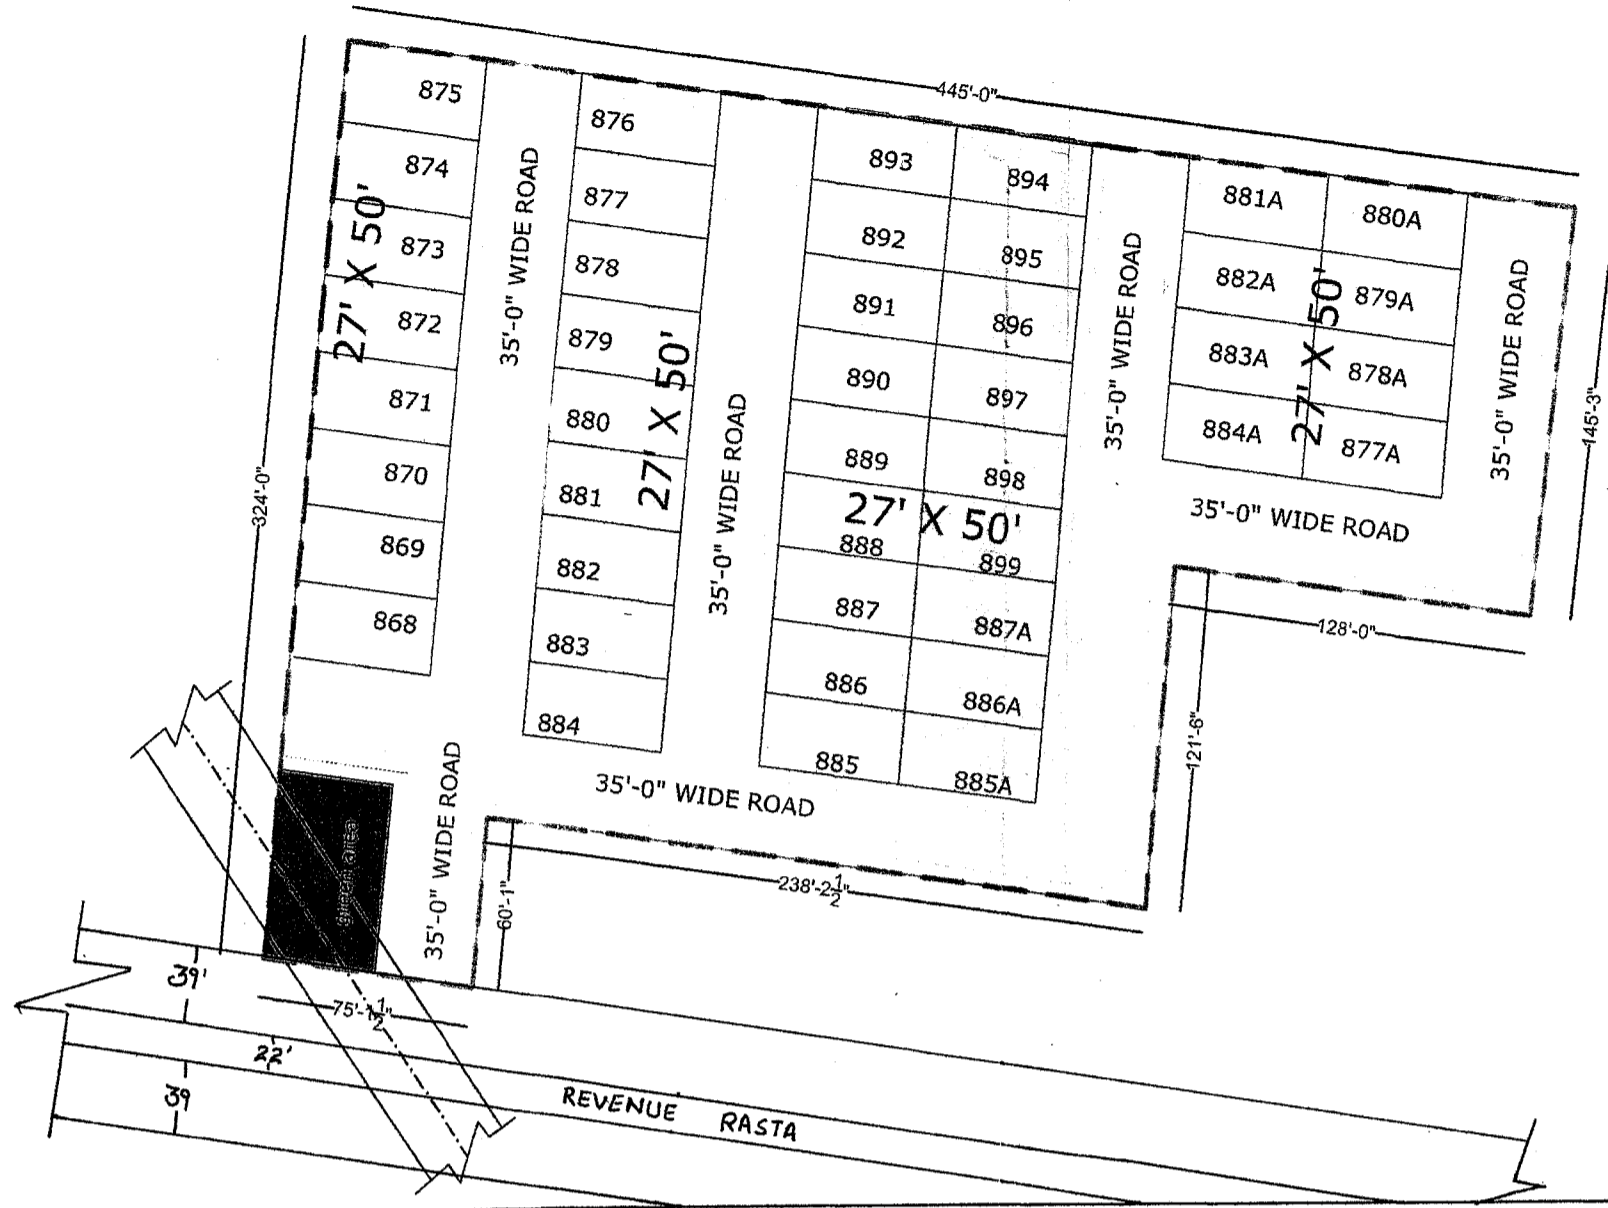 445'-0"
875
874
873
872
871
870
869
868
27' X 50'
324'-0"
35'-0" WIDE ROAD
876
877
878
879
880
881
882
883
884
27' X 50'
35'-0" WIDE ROAD
893
892
891
890
889
888
887
886
885
894
895
896
897
898
899
887A
886A
885A
27' X 50'
35'-0" WIDE ROAD
881A
882A
883A
884A
880A
879A
878A
877A
27' X 50'
35'-0" WIDE ROAD
145'-3"
35'-0" WIDE ROAD
128'-0"
121'-6"
35'-0" WIDE ROAD
238'-2 1/2"
60'-1"
35'-0" WIDE ROAD
green area
75'-1 1/2"
39'
22'
39
REVENUE RASTA